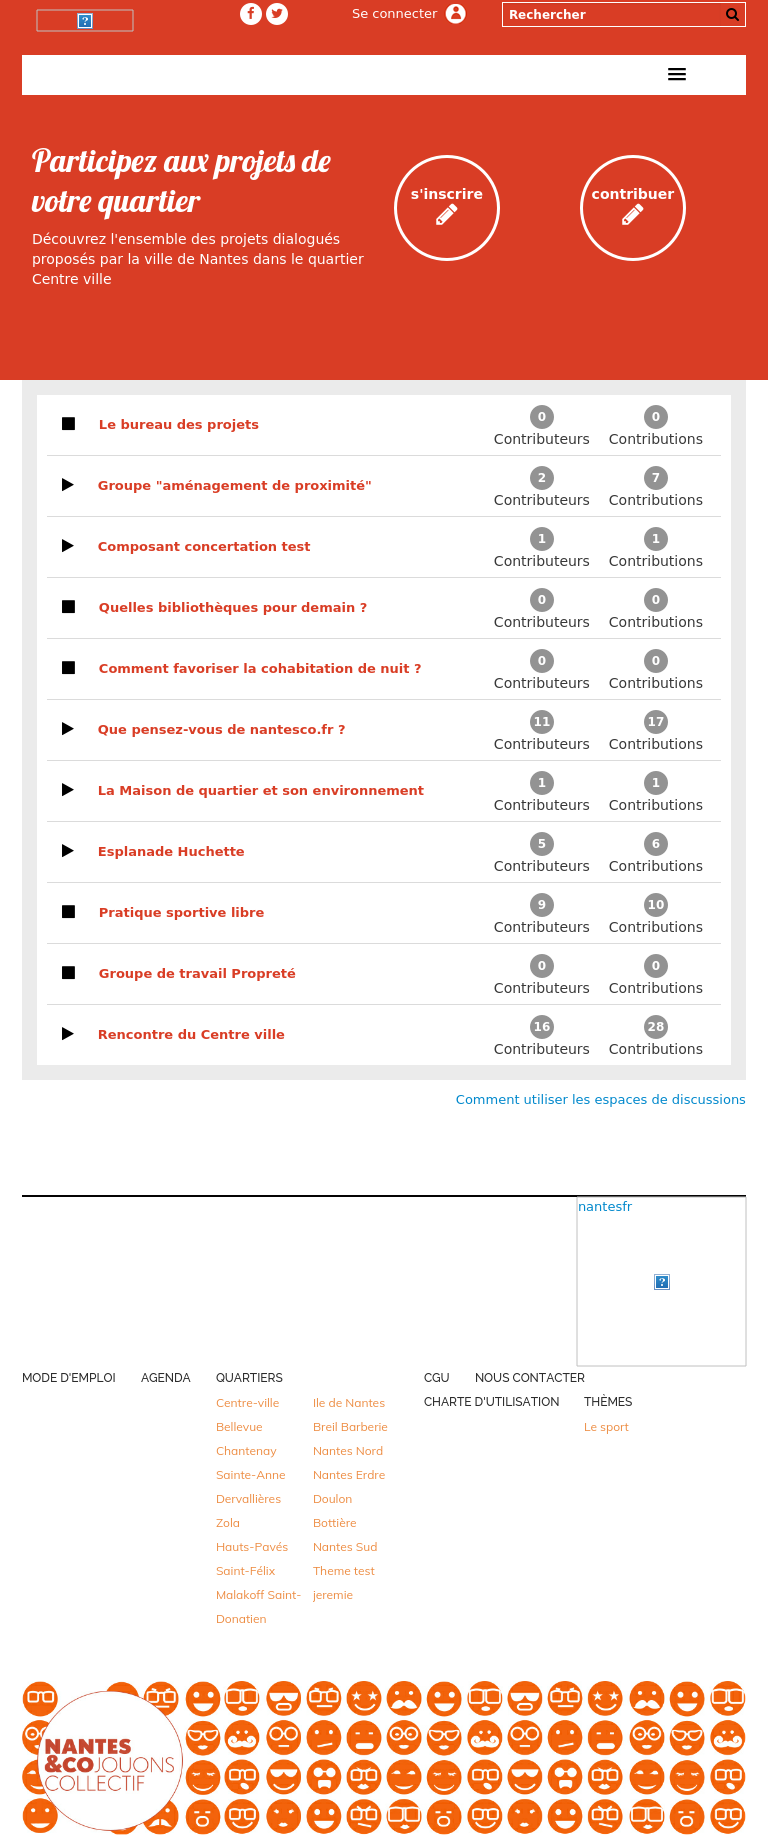 Se connecter
Rechercher
Participez aux projets de
votre quartier
s'inscrire
contribuer
Découvrez l'ensemble des projets dialogués
proposés par la ville de Nantes dans le quartier
Centre ville
Le bureau des projets
0
Contributeurs
0
Contributions
Groupe "aménagement de proximité"
2
Contributeurs
7
Contributions
Composant concertation test
1
Contributeurs
1
Contributions
Quelles bibliothèques pour demain ?
0
Contributeurs
0
Contributions
Comment favoriser la cohabitation de nuit ?
0
Contributeurs
0
Contributions
Que pensez-vous de nantesco.fr ?
11
Contributeurs
17
Contributions
La Maison de quartier et son environnement
1
Contributeurs
1
Contributions
Esplanade Huchette
5
Contributeurs
6
Contributions
Pratique sportive libre
9
Contributeurs
10
Contributions
Groupe de travail Propreté
0
Contributeurs
0
Contributions
Rencontre du Centre ville
16
Contributeurs
28
Contributions
Comment utiliser les espaces de discussions
nantesfr
MODE D'EMPLOI
AGENDA
QUARTIERS
Centre-ville
Bellevue
Chantenay
Sainte-Anne
Dervallières
Zola
Hauts-Pavés
Saint-Félix
Malakoff Saint-
Donatien
Ile de Nantes
Breil Barberie
Nantes Nord
Nantes Erdre
Doulon
Bottière
Nantes Sud
Theme test
jeremie
CGU
NOUS CONTACTER
CHARTE D'UTILISATION
THÈMES
Le sport
NANTES
&COJOUONS
COLLECTIF